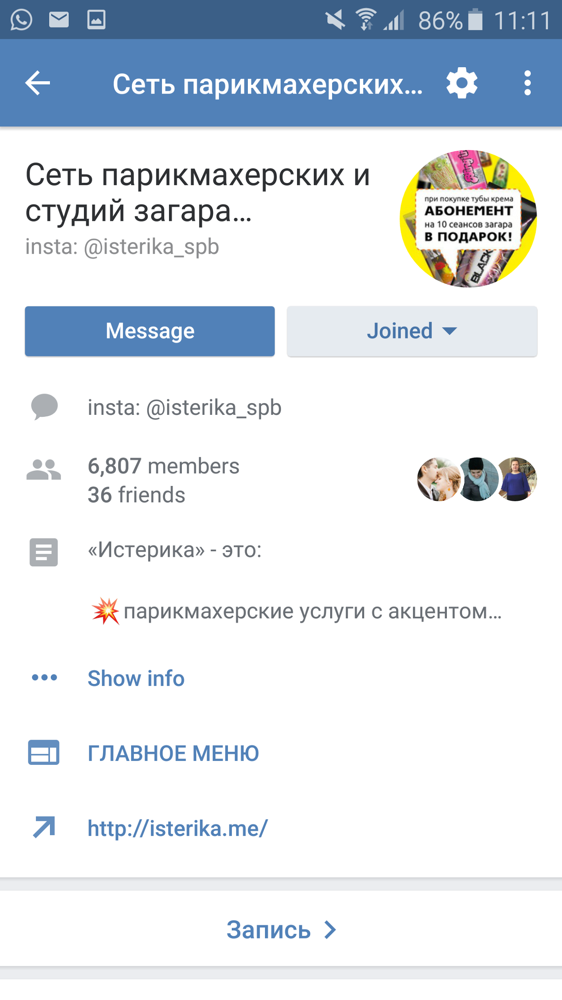 86% 11:11
Сеть парикмахерских...
Сеть парикмахерских и
студий загара...
insta: @isterika_spb
при покупке тубы крема
АБОНЕМЕНТ
на 10 сеансов загара
В ПОДАРОК!
BLACK
Message
Joined
insta: @isterika_spb
6,807 members
36 friends
«Истерика» - это:
💥парикмахерские услуги с акцентом...
Show info
ГЛАВНОЕ МЕНЮ
http://isterika.me/
Запись